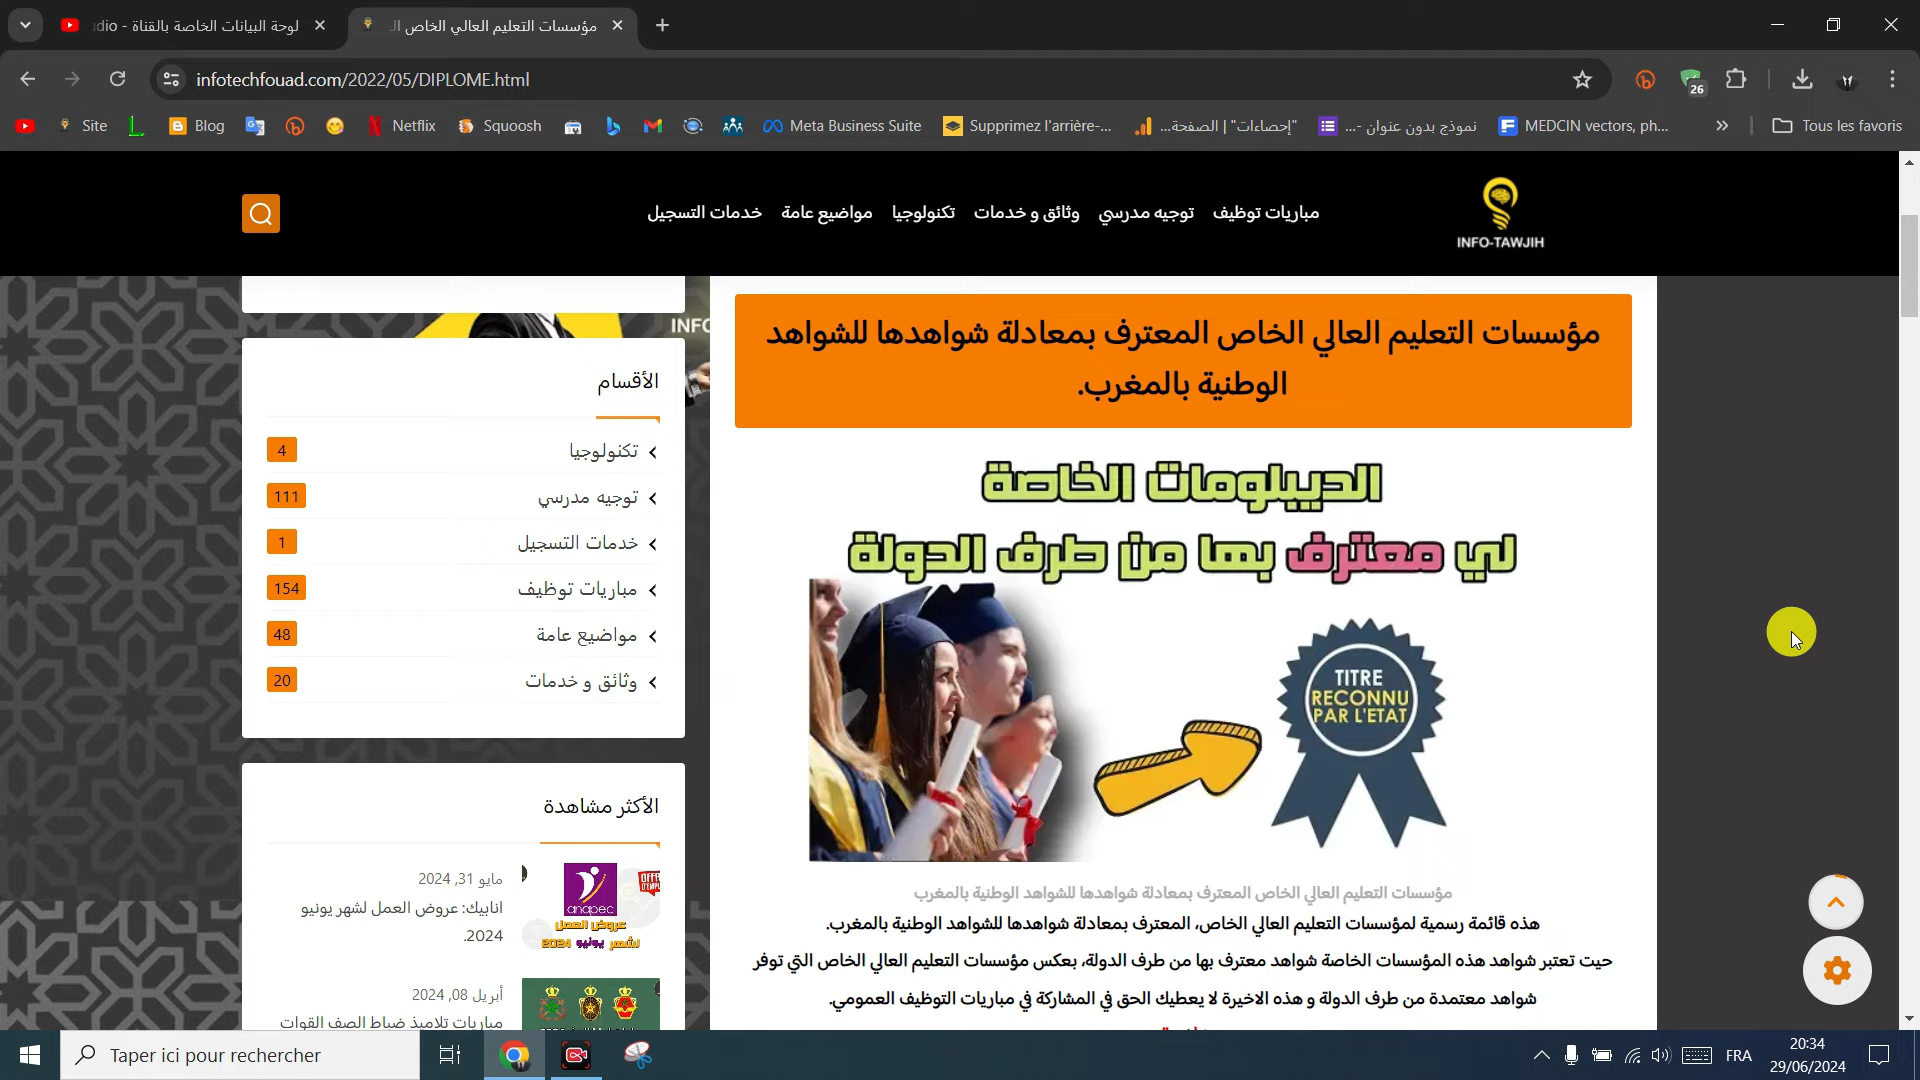 لوحة البيانات الخاصة بالقناة - dio
مؤسسات التعليم العالي الخاص ال
infotechfouad.com/2022/05/DIPLOME.html
26
Site
Blog
Netflix
Squoosh
Meta Business Suite
Supprimez l'arrière-...
"إحصاءات" | الصفحة...
نموذج بدون عنوان -...
MEDCIN vectors, ph...
Tous les favoris
مباريات توظيف
توجيه مدرسي
وثائق و خدمات
تكنولوجيا
مواضيع عامة
خدمات التسجيل
INFO-TAWJIH
مؤسسات التعليم العالي الخاص المعترف بمعادلة شواهدها للشواهد
الوطنية بالمغرب.
الديبلومات الخاصة
لي معترف بها من طرف الدولة
TITRE
RECONNU
PAR L'ETAT
مؤسسات التعليم العالي الخاص المعترف بمعادلة شواهدها للشواهد الوطنية بالمغرب
هذه قائمة رسمية لمؤسسات التعليم العالي الخاص، المعترف بمعادلة شواهدها للشواهد الوطنية بالمغرب.
حيت تعتبر شواهد هذه المؤسسات الخاصة شواهد معترف بها من طرف الدولة، بعكس مؤسسات التعليم العالي الخاص التي توفر
شواهد معتمدة من طرف الدولة و هذه الاخيرة لا يعطيك الحق في المشاركة في مباريات التوظيف العمومي.
INFO
الأقسام
تكنولوجيا 4
توجيه مدرسي 111
خدمات التسجيل 1
مباريات توظيف 154
مواضيع عامة 48
وثائق و خدمات 20
الأكثر مشاهدة
مايو 31, 2024
انابيك: عروض العمل لشهر يونيو
2024.
anapec
عروض العمل
لشهر يونيو 2024
أبريل 08, 2024
مباريات تلاميذ ضباط الصف القوات
Taper ici pour rechercher
FRA
20:34
29/06/2024